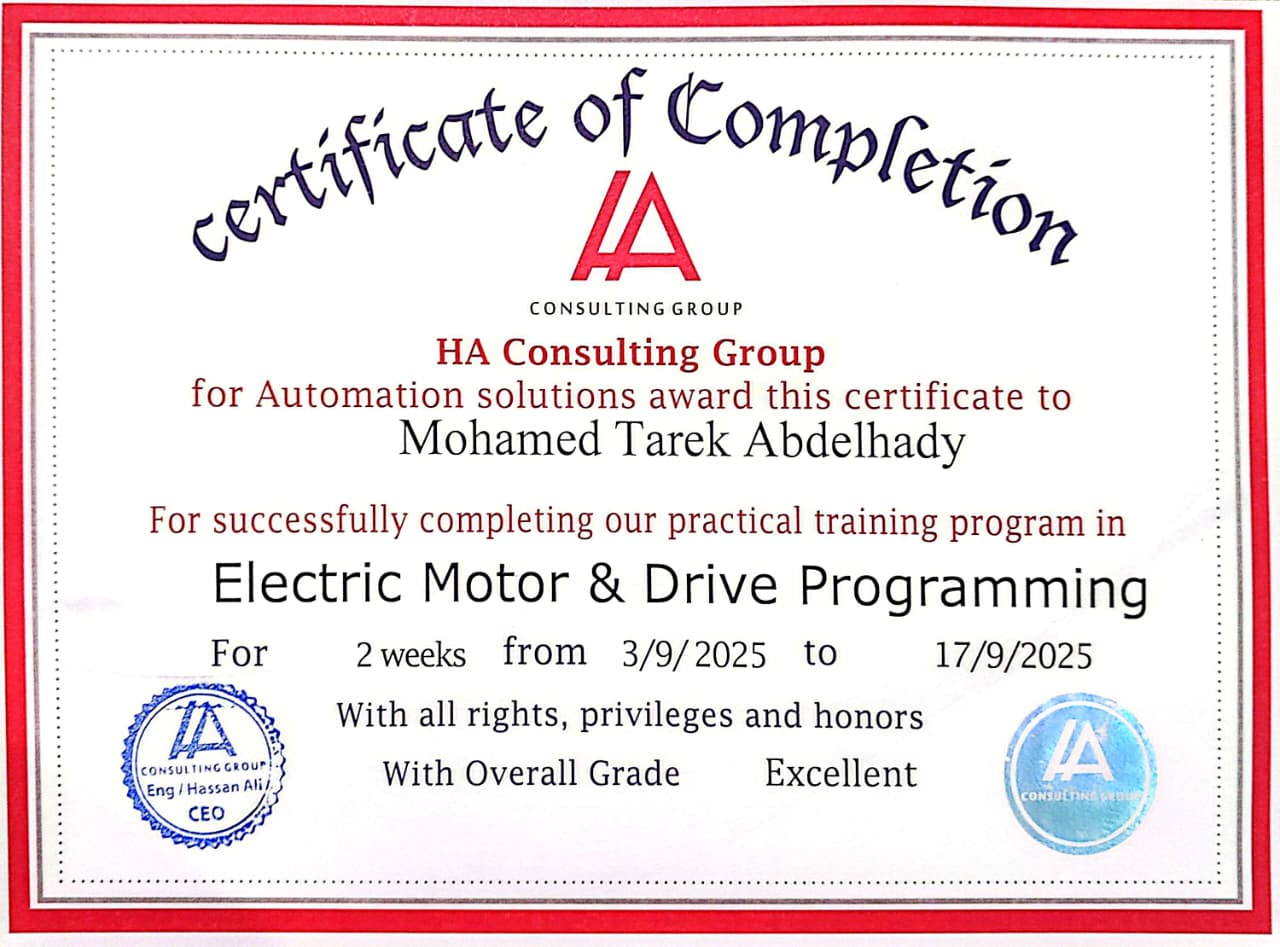 certificate of Completion
CONSULTING GROUP
HA Consulting Group
for Automation solutions award this certificate to
Mohamed Tarek Abdelhady
For successfully completing our practical training program in
Electric Motor & Drive Programming
For 2 weeks from 3/9/2025 to 17/9/2025
With all rights, privileges and honors
With Overall Grade Excellent
CONSULTING GROUP
Eng / Hassan Ali /
CEO
CONSULTING GROUP